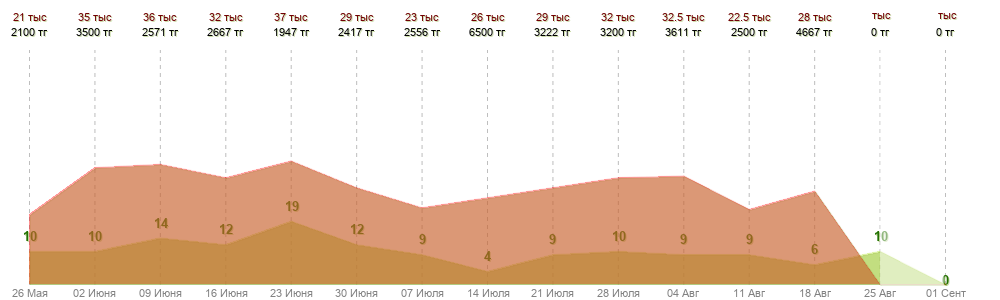 21 тыс 35 тыс 36 тыс 32 тыс 37 тыс 29 тыс 23 тыс 26 тыс 29 тыс 32 тыс 32.5 тыс 22.5 тыс 28 тыс тыс тыс
2100 тг 3500 тг 2571 тг 2667 тг 1947 тг 2417 тг 2556 тг 6500 тг 3222 тг 3200 тг 3611 тг 2500 тг 4667 тг 0 тг 0 тг
10 10 14 12 19 12 9 4 9 10 9 9 6 10 0
26 Мая 02 Июня 09 Июня 16 Июня 23 Июня 30 Июня 07 Июля 14 Июля 21 Июля 28 Июля 04 Авг 11 Авг 18 Авг 25 Авг 01 Сент